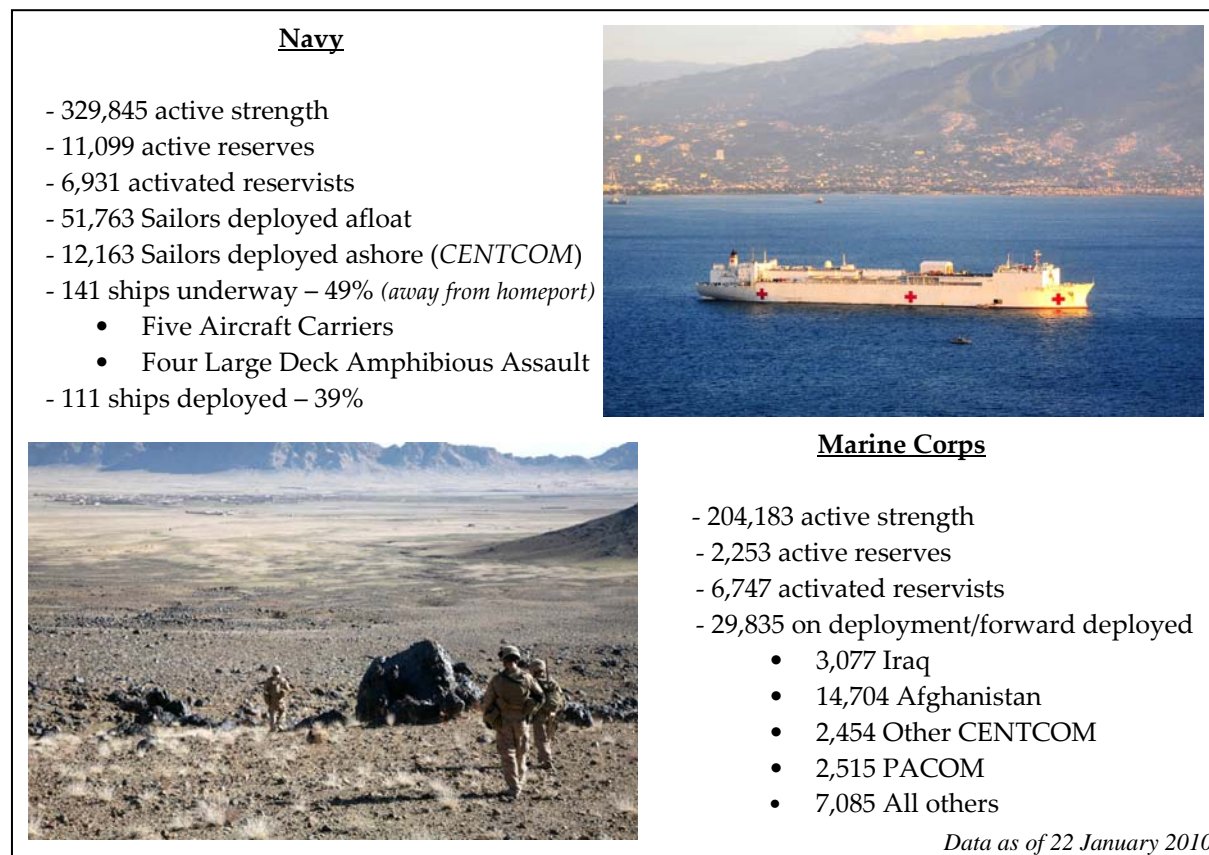 Navy
- 329,845 active strength
- 11,099 active reserves
- 6,931 activated reservists
- 51,763 Sailors deployed afloat
- 12,163 Sailors deployed ashore (CENTCOM)
- 141 ships underway – 49% (away from homeport)
• Five Aircraft Carriers
• Four Large Deck Amphibious Assault
- 111 ships deployed – 39%
Marine Corps
- 204,183 active strength
- 2,253 active reserves
- 6,747 activated reservists
- 29,835 on deployment/forward deployed
• 3,077 Iraq
• 14,704 Afghanistan
• 2,454 Other CENTCOM
• 2,515 PACOM
• 7,085 All others
Data as of 22 January 2010